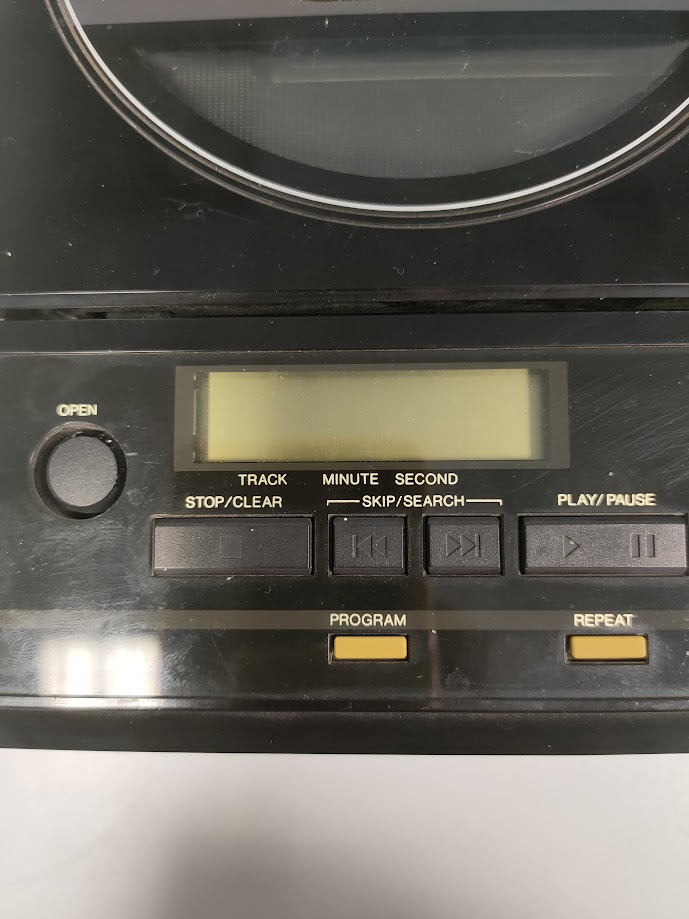 OPEN
TRACK MINUTE SECOND
STOP/CLEAR SKIP/SEARCH PLAY/PAUSE
PROGRAM REPEAT